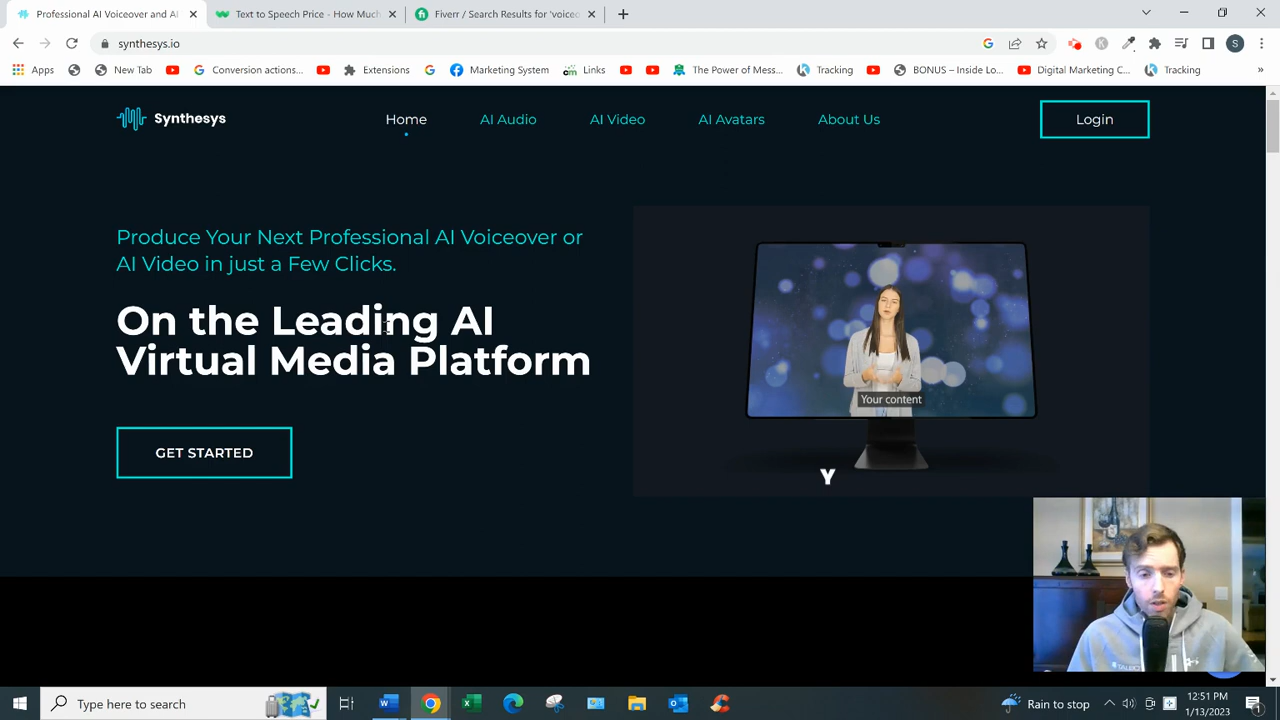 Professional AI Voiceover and AI
Text to Speech Price - How Much
Fiverr / Search Results for 'voiceo
synthesys.io
Apps
New Tab
Conversion actions...
Extensions
Marketing System
Links
The Power of Mess...
Tracking
BONUS – Inside Lo...
Digital Marketing C...
Tracking
»
Synthesys
Home
AI Audio
AI Video
AI Avatars
About Us
Login
Produce Your Next Professional AI Voiceover or
AI Video in just a Few Clicks.
On the Leading AI
Virtual Media Platform
GET STARTED
Your content
Y
Type here to search
Rain to stop
12:51 PM
1/13/2023